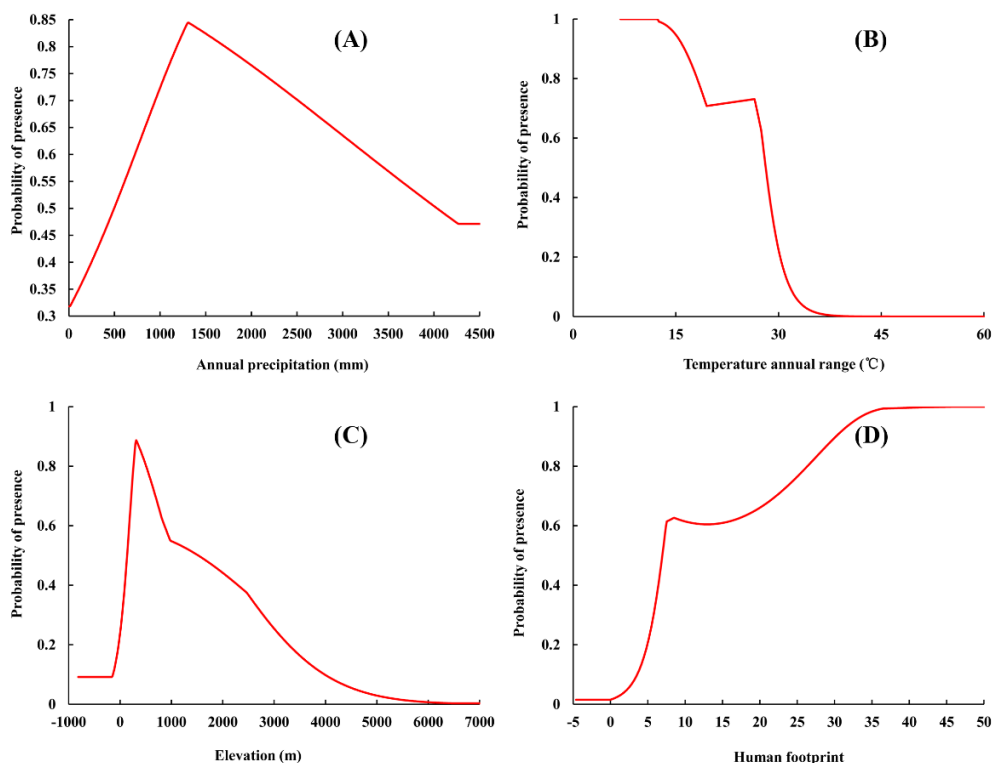 (A)
Probability of presence
0.85
0.8
0.75
0.7
0.65
0.6
0.55
0.5
0.45
0.4
0.35
0.3
0 500 1000 1500 2000 2500 3000 3500 4000 4500
Annual precipitation (mm)
(B)
Probability of presence
1
0.8
0.6
0.4
0.2
0
0 15 30 45 60
Temperature annual range (℃)
(C)
Probability of presence
1
0.8
0.6
0.4
0.2
0
-1000 0 1000 2000 3000 4000 5000 6000 7000
Elevation (m)
(D)
Probability of presence
1
0.8
0.6
0.4
0.2
0
-5 0 5 10 15 20 25 30 35 40 45 50
Human footprint